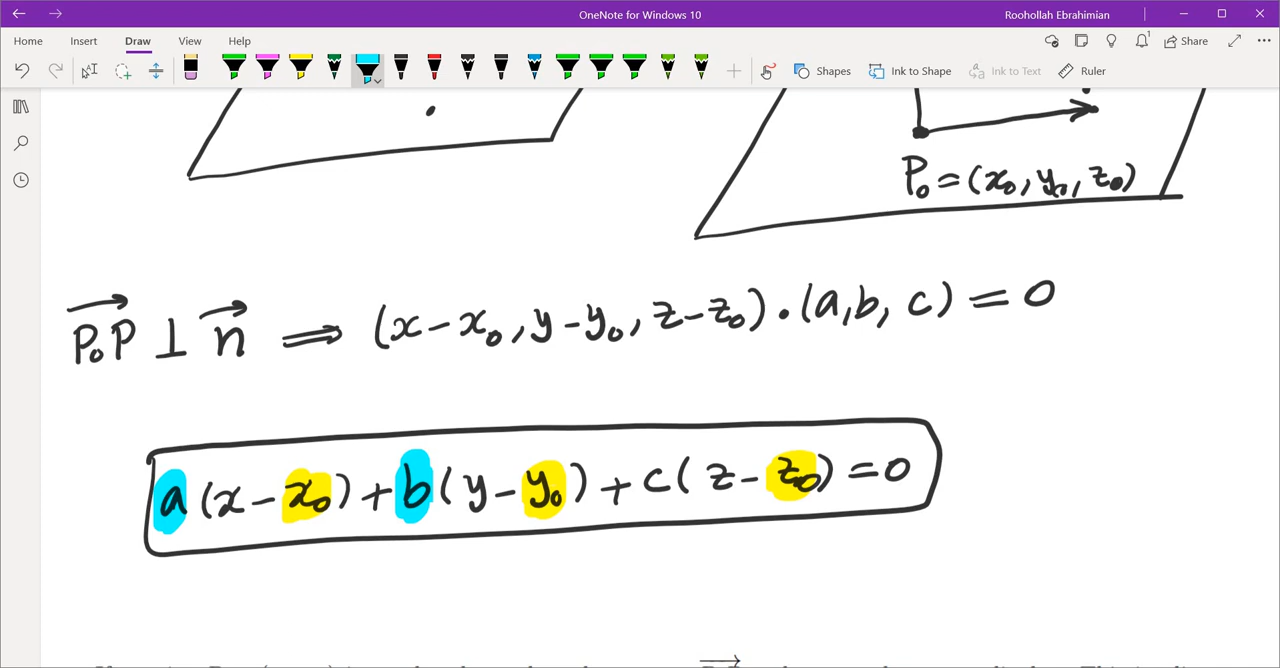 OneNote for Windows 10
Roohollah Ebrahimian
Home Insert Draw View Help
Share
Shapes Ink to Shape Ink to Text Ruler
P₀=(x₀, y₀, z₀)
P₀P ⊥ n ⟹ (x-x₀, y-y₀, z-z₀)·(a, b, c) = 0
a(x-x₀)+b(y-y₀)+c(z-z₀)=0